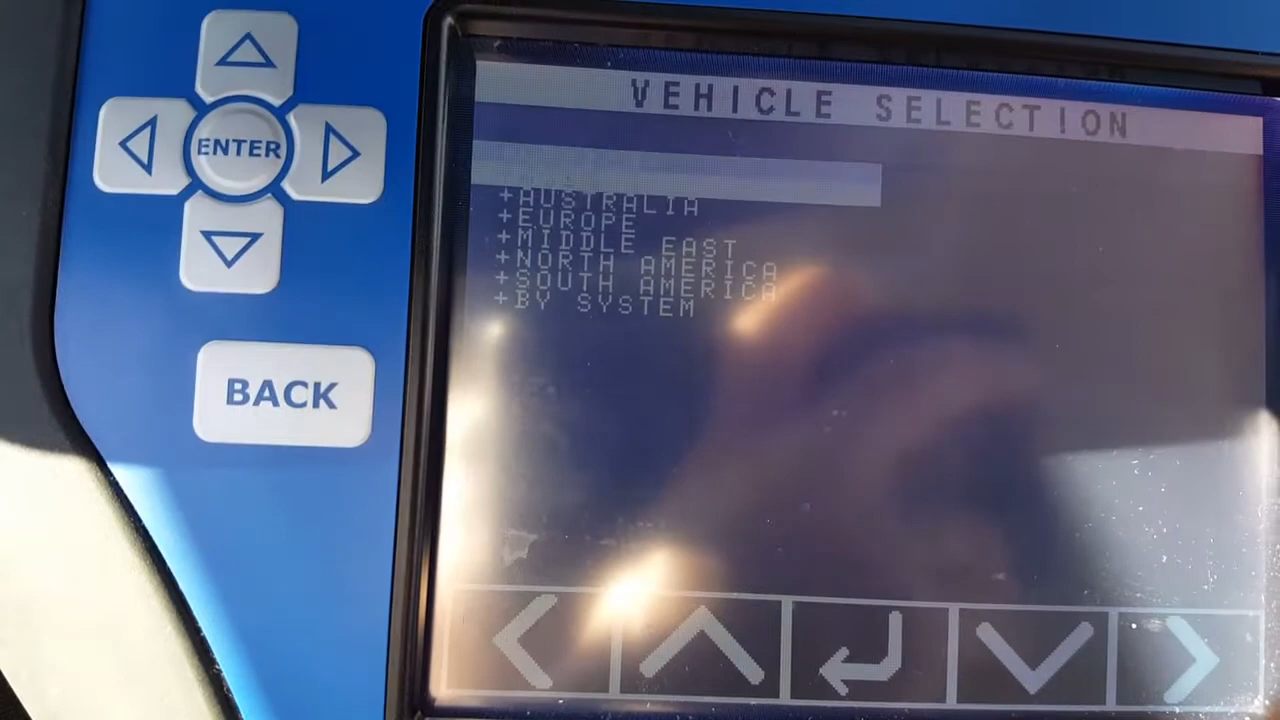 VEHICLE SELECTION
+AUSTRALIA
+EUROPE
+MIDDLE EAST
+NORTH AMERICA
+SOUTH AMERICA
+BY SYSTEM
ENTER
BACK